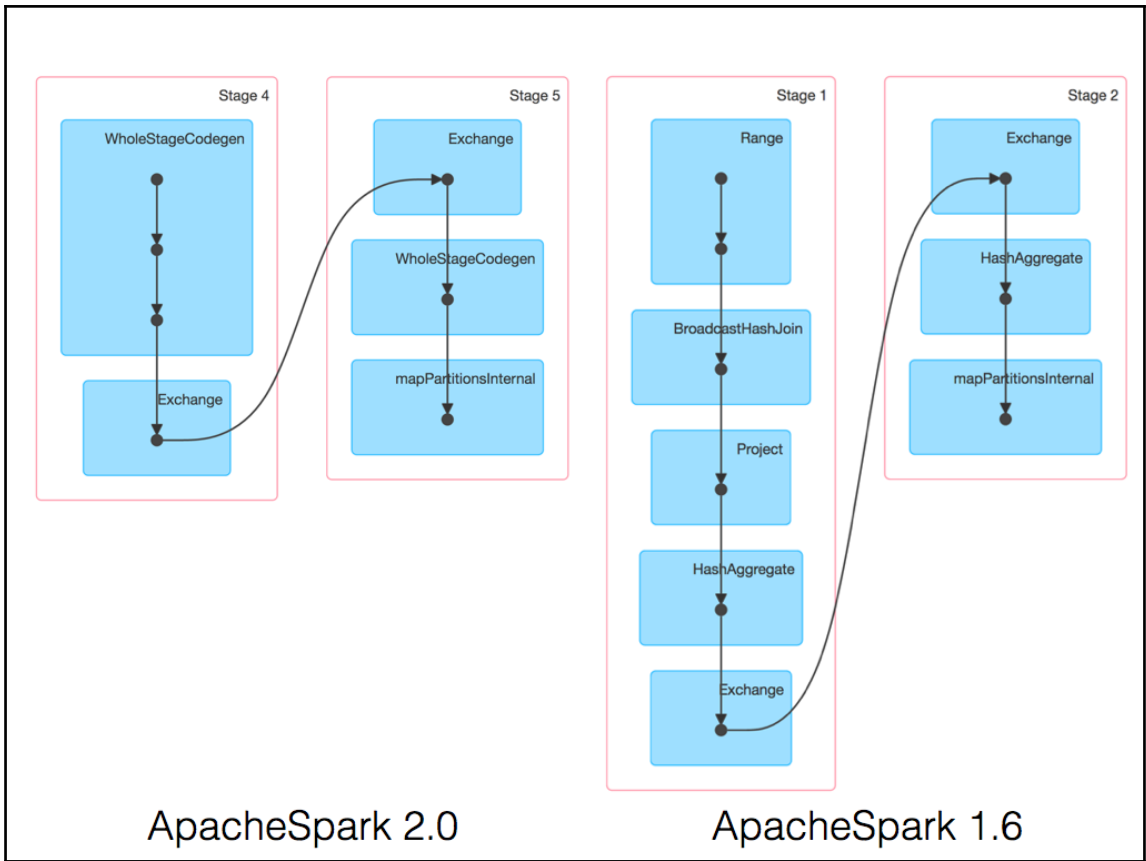 Stage 4
WholeStageCodegen
Exchange
Stage 5
Exchange
WholeStageCodegen
mapPartitionsInternal
Stage 1
Range
BroadcastHashJoin
Project
HashAggregate
Exchange
Stage 2
Exchange
HashAggregate
mapPartitionsInternal
ApacheSpark 2.0
ApacheSpark 1.6